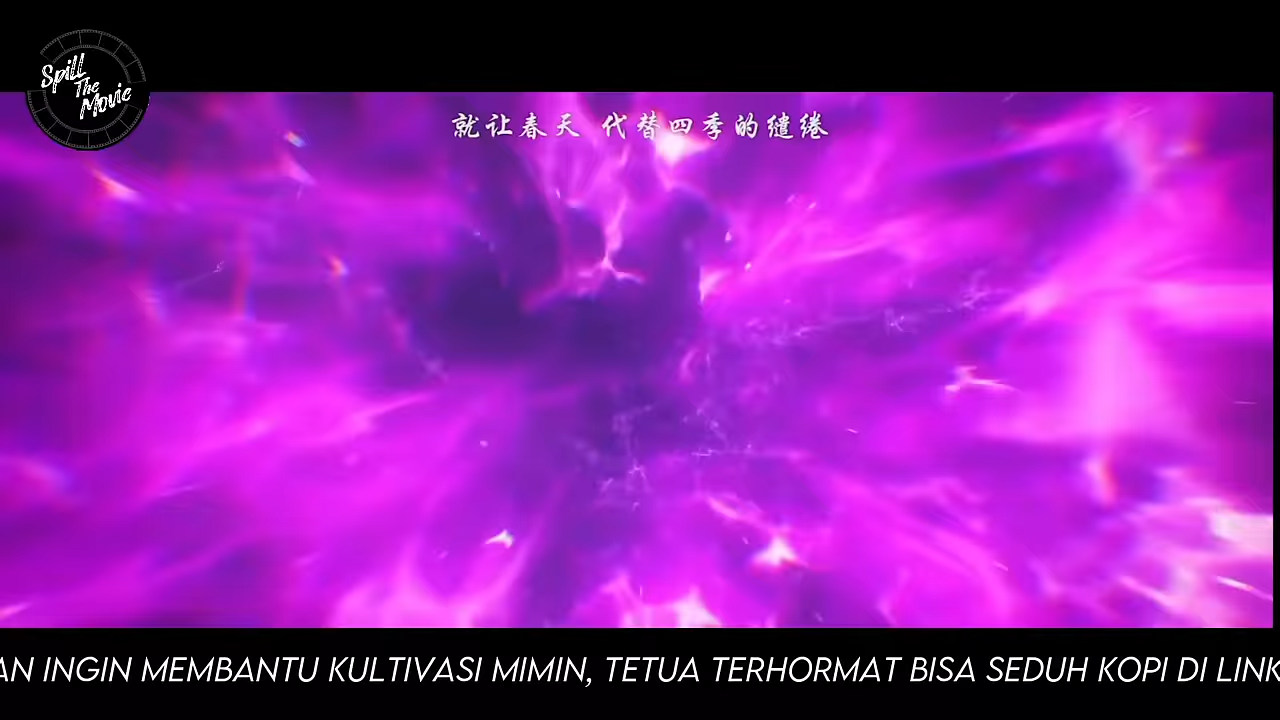 Spill
The
Movie
就让春天 代替四季的缱绻
AN INGIN MEMBANTU KULTIVASI MIMIN, TETUA TERHORMAT BISA SEDUH KOPI DI LINK